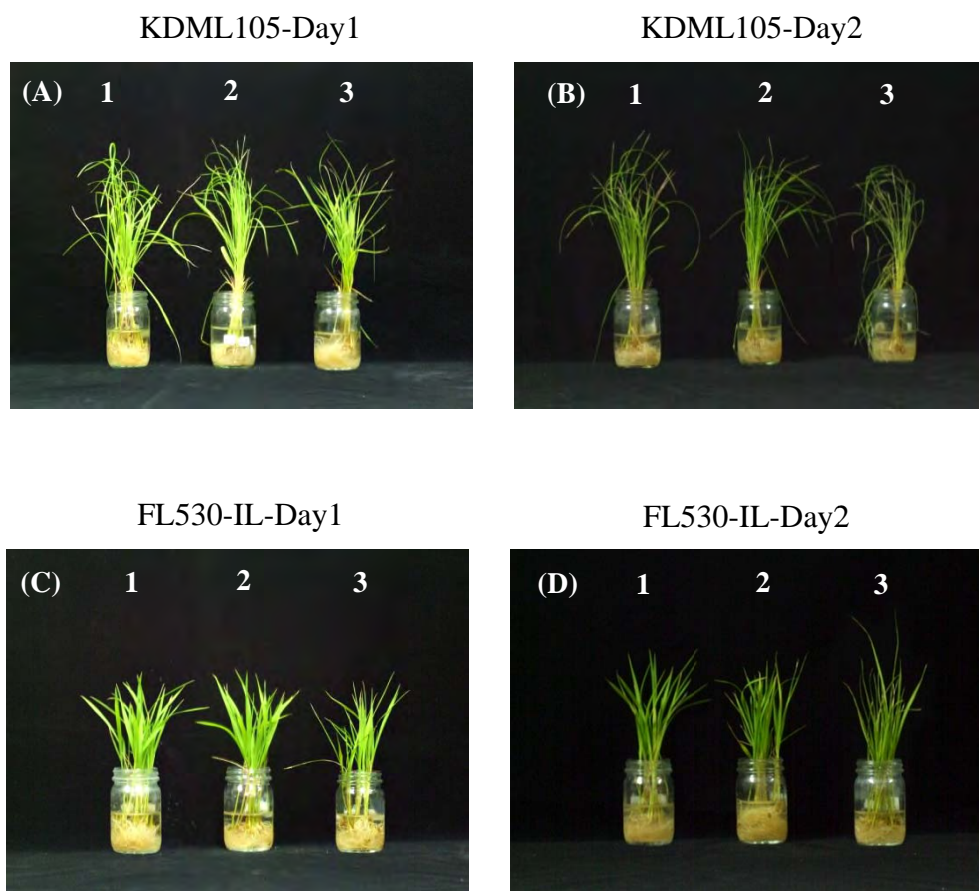 KDML105-Day1
KDML105-Day2
(A) 1 2 3
(B) 1 2 3
FL530-IL-Day1
FL530-IL-Day2
(C) 1 2 3
(D) 1 2 3